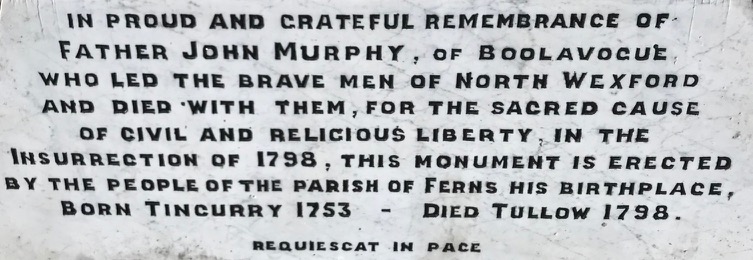 IN PROUD AND GRATEFUL REMEMBRANCE OF
FATHER JOHN MURPHY, OF BOOLAVOGUE,
WHO LED THE BRAVE MEN OF NORTH WEXFORD
AND DIED WITH THEM, FOR THE SACRED CAUSE
OF CIVIL AND RELIGIOUS LIBERTY, IN THE
INSURRECTION OF 1798, THIS MONUMENT IS ERECTED
BY THE PEOPLE OF THE PARISH OF FERNS HIS BIRTHPLACE,
BORN TINCURRY 1753 - DIED TULLOW 1798.
REQUIESCAT IN PACE